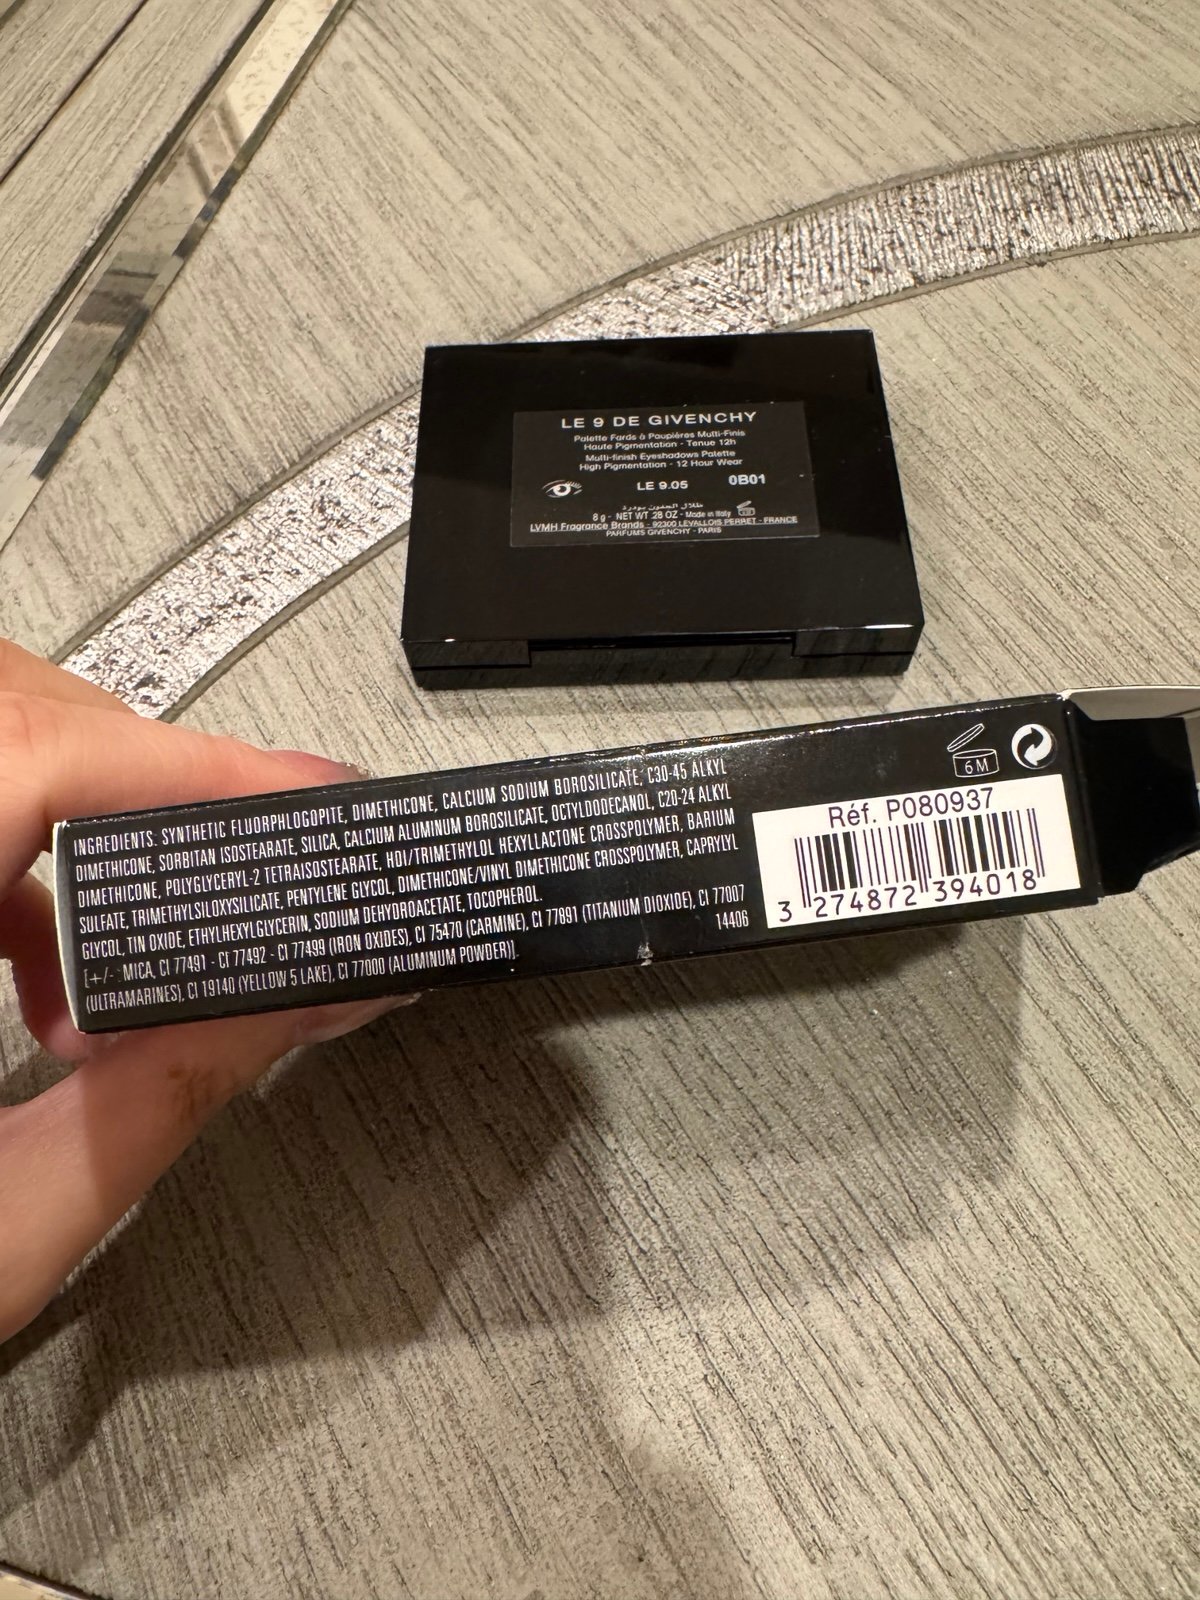 LE 9 DE GIVENCHY
Palette Fards à Paupières Multi-Finis
Haute Pigmentation - Tenue 12h
Multi-finish Eyeshadows Palette
High Pigmentation - 12 Hour Wear
LE 9.05 0B01
ظلال الجفون بودرة
8 g - NET WT .28 OZ - Made in Italy
LVMH Fragrance Brands - 92300 LEVALLOIS PERRET - FRANCE
PARFUMS GIVENCHY - PARIS
INGREDIENTS: SYNTHETIC FLUORPHLOGOPITE, DIMETHICONE, CALCIUM SODIUM BOROSILICATE, C30-45 ALKYL
DIMETHICONE, SORBITAN ISOSTEARATE, SILICA, CALCIUM ALUMINUM BOROSILICATE, OCTYLDODECANOL, C20-24 ALKYL
DIMETHICONE, POLYGLYCERYL-2 TETRAISOSTEARATE, HDI/TRIMETHYLOL HEXYLLACTONE CROSSPOLYMER, BARIUM
SULFATE, TRIMETHYLSILOXYSILICATE, PENTYLENE GLYCOL, DIMETHICONE/VINYL DIMETHICONE CROSSPOLYMER, CAPRYLYL
GLYCOL, TIN OXIDE, ETHYLHEXYLGLYCERIN, SODIUM DEHYDROACETATE, TOCOPHEROL.
[+/- : MICA, CI 77491 - CI 77492 - CI 77499 (IRON OXIDES), CI 75470 (CARMINE), CI 77891 (TITANIUM DIOXIDE), CI 77007
(ULTRAMARINES), CI 19140 (YELLOW 5 LAKE), CI 77000 (ALUMINUM POWDER)]. 14406
6M
Réf. P080937
3 274872 394018